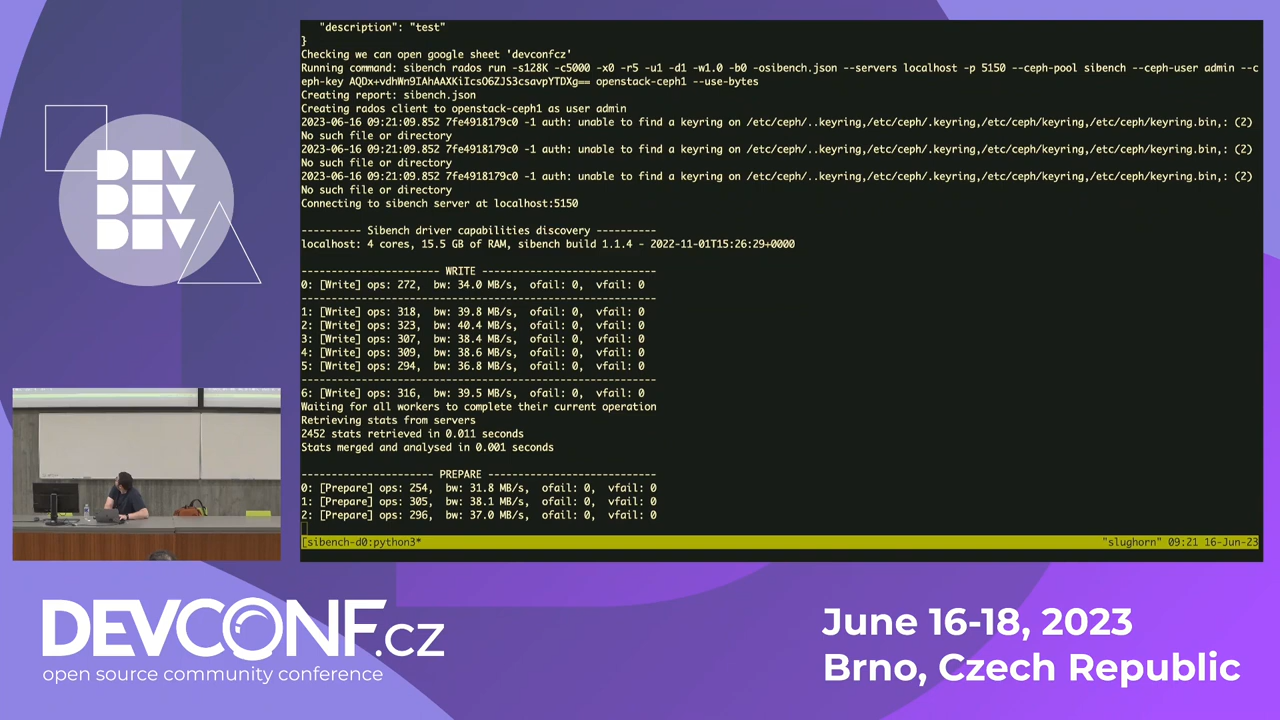 "description": "test"
}
Checking we can open google sheet 'devconfcz'
Running command: sibench rados run -s128K -c5000 -x0 -r5 -u1 -d1 -w1.0 -b0 -osibench.json --servers localhost -p 5150 --ceph-pool sibench --ceph-user admin --c
eph-key AQDx+vdhWn9IAhAAXKiIcsO6ZJS3csavpYTDXg== openstack-ceph1 --use-bytes
Creating report: sibench.json
Creating rados client to openstack-ceph1 as user admin
2023-06-16 09:21:09.852 7fe4918179c0 -1 auth: unable to find a keyring on /etc/ceph/..keyring,/etc/ceph/.keyring,/etc/ceph/keyring,/etc/ceph/keyring.bin,: (2)
No such file or directory
2023-06-16 09:21:09.852 7fe4918179c0 -1 auth: unable to find a keyring on /etc/ceph/..keyring,/etc/ceph/.keyring,/etc/ceph/keyring,/etc/ceph/keyring.bin,: (2)
No such file or directory
2023-06-16 09:21:09.852 7fe4918179c0 -1 auth: unable to find a keyring on /etc/ceph/..keyring,/etc/ceph/.keyring,/etc/ceph/keyring,/etc/ceph/keyring.bin,: (2)
No such file or directory
Connecting to sibench server at localhost:5150
---------- Sibench driver capabilities discovery ----------
localhost: 4 cores, 15.5 GB of RAM, sibench build 1.1.4 - 2022-11-01T15:26:29+0000
----------------------- WRITE -----------------------------
0: [Write] ops: 272, bw: 34.0 MB/s, ofail: 0, vfail: 0
-----------------------------------------------------------
1: [Write] ops: 318, bw: 39.8 MB/s, ofail: 0, vfail: 0
2: [Write] ops: 323, bw: 40.4 MB/s, ofail: 0, vfail: 0
3: [Write] ops: 307, bw: 38.4 MB/s, ofail: 0, vfail: 0
4: [Write] ops: 309, bw: 38.6 MB/s, ofail: 0, vfail: 0
5: [Write] ops: 294, bw: 36.8 MB/s, ofail: 0, vfail: 0
-----------------------------------------------------------
6: [Write] ops: 316, bw: 39.5 MB/s, ofail: 0, vfail: 0
Waiting for all workers to complete their current operation
Retrieving stats from servers
2452 stats retrieved in 0.011 seconds
Stats merged and analysed in 0.001 seconds
---------------------- PREPARE ----------------------------
0: [Prepare] ops: 254, bw: 31.8 MB/s, ofail: 0, vfail: 0
1: [Prepare] ops: 305, bw: 38.1 MB/s, ofail: 0, vfail: 0
2: [Prepare] ops: 296, bw: 37.0 MB/s, ofail: 0, vfail: 0
[sibench-d0:python3* "slughorn" 09:21 16-Jun-23
DEV
DEV
DEV
DEVCONF.cz
open source community conference
June 16-18, 2023
Brno, Czech Republic